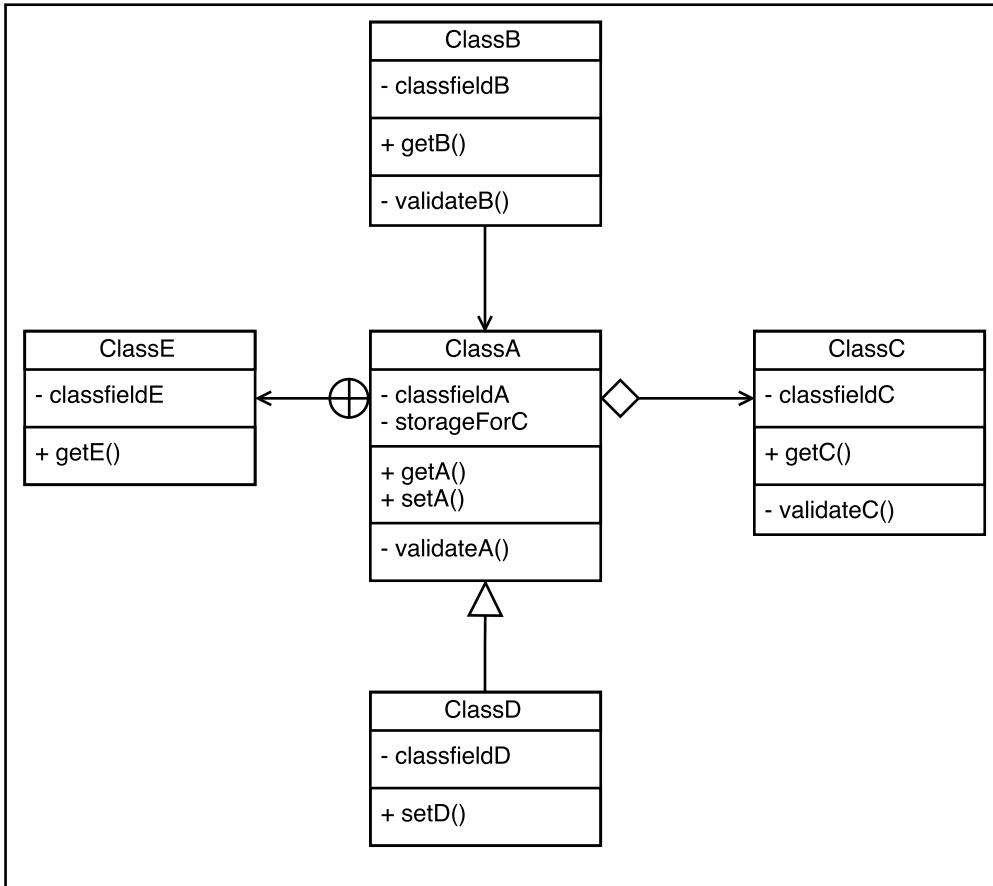 ClassB
- classfieldB
+ getB()
- validateB()
ClassE
- classfieldE
+ getE()
ClassA
- classfieldA
- storageForC
+ getA()
+ setA()
- validateA()
ClassC
- classfieldC
+ getC()
- validateC()
ClassD
- classfieldD
+ setD()